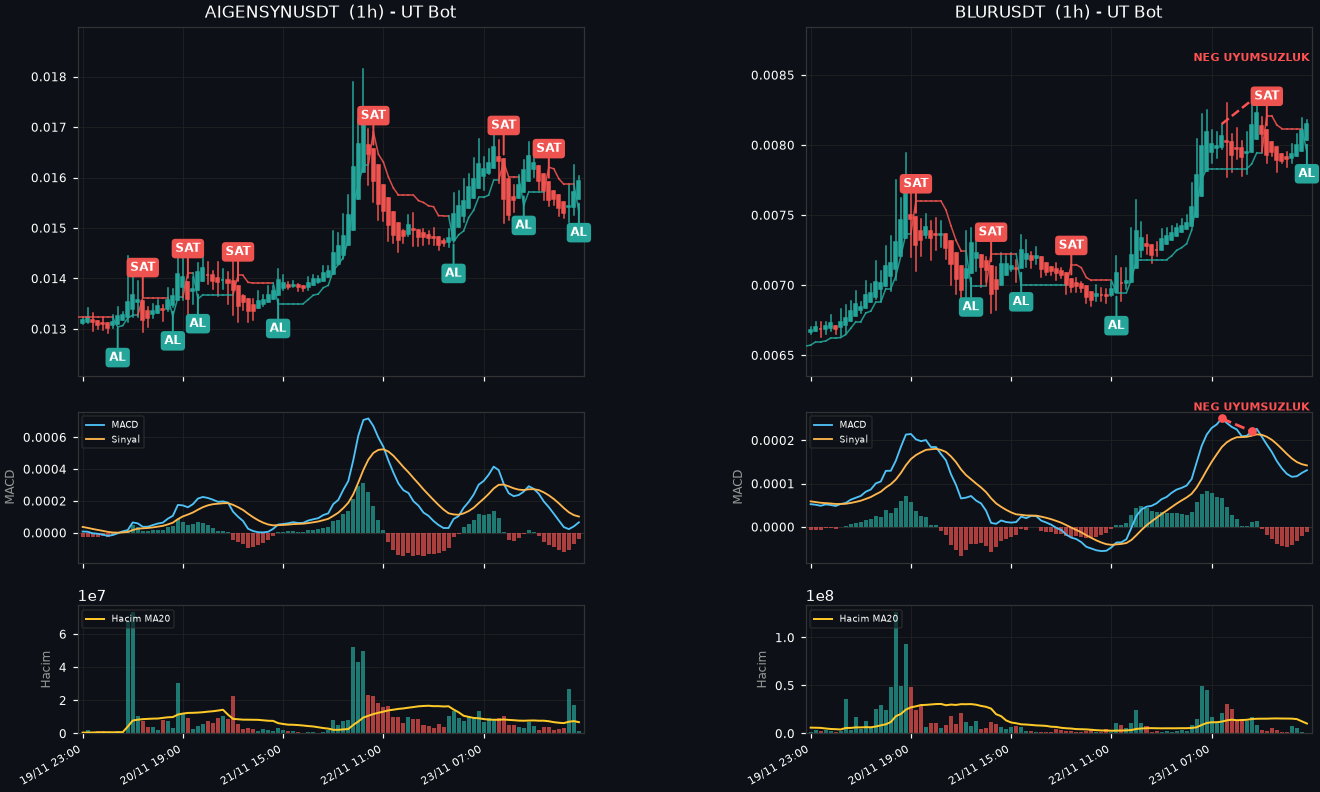 AIGENSYNUSDT (1h) - UT Bot
0.018
0.017
0.016
0.015
0.014
0.013
SAT
SAT
SAT
SAT
SAT
SAT
AL
AL
AL
AL
AL
AL
AL
MACD
Sinyal
0.0006
0.0004
0.0002
0.0000
MACD
1e7
Hacim MA20
6
4
2
0
Hacim
19/11 23:00
20/11 19:00
21/11 15:00
22/11 11:00
23/11 07:00
BLURUSDT (1h) - UT Bot
NEG UYUMSUZLUK
0.0085
0.0080
0.0075
0.0070
0.0065
SAT
SAT
SAT
SAT
AL
AL
AL
AL
NEG UYUMSUZLUK
MACD
Sinyal
0.0002
0.0001
0.0000
MACD
1e8
Hacim MA20
1.0
0.5
0.0
Hacim
19/11 23:00
20/11 19:00
21/11 15:00
22/11 11:00
23/11 07:00